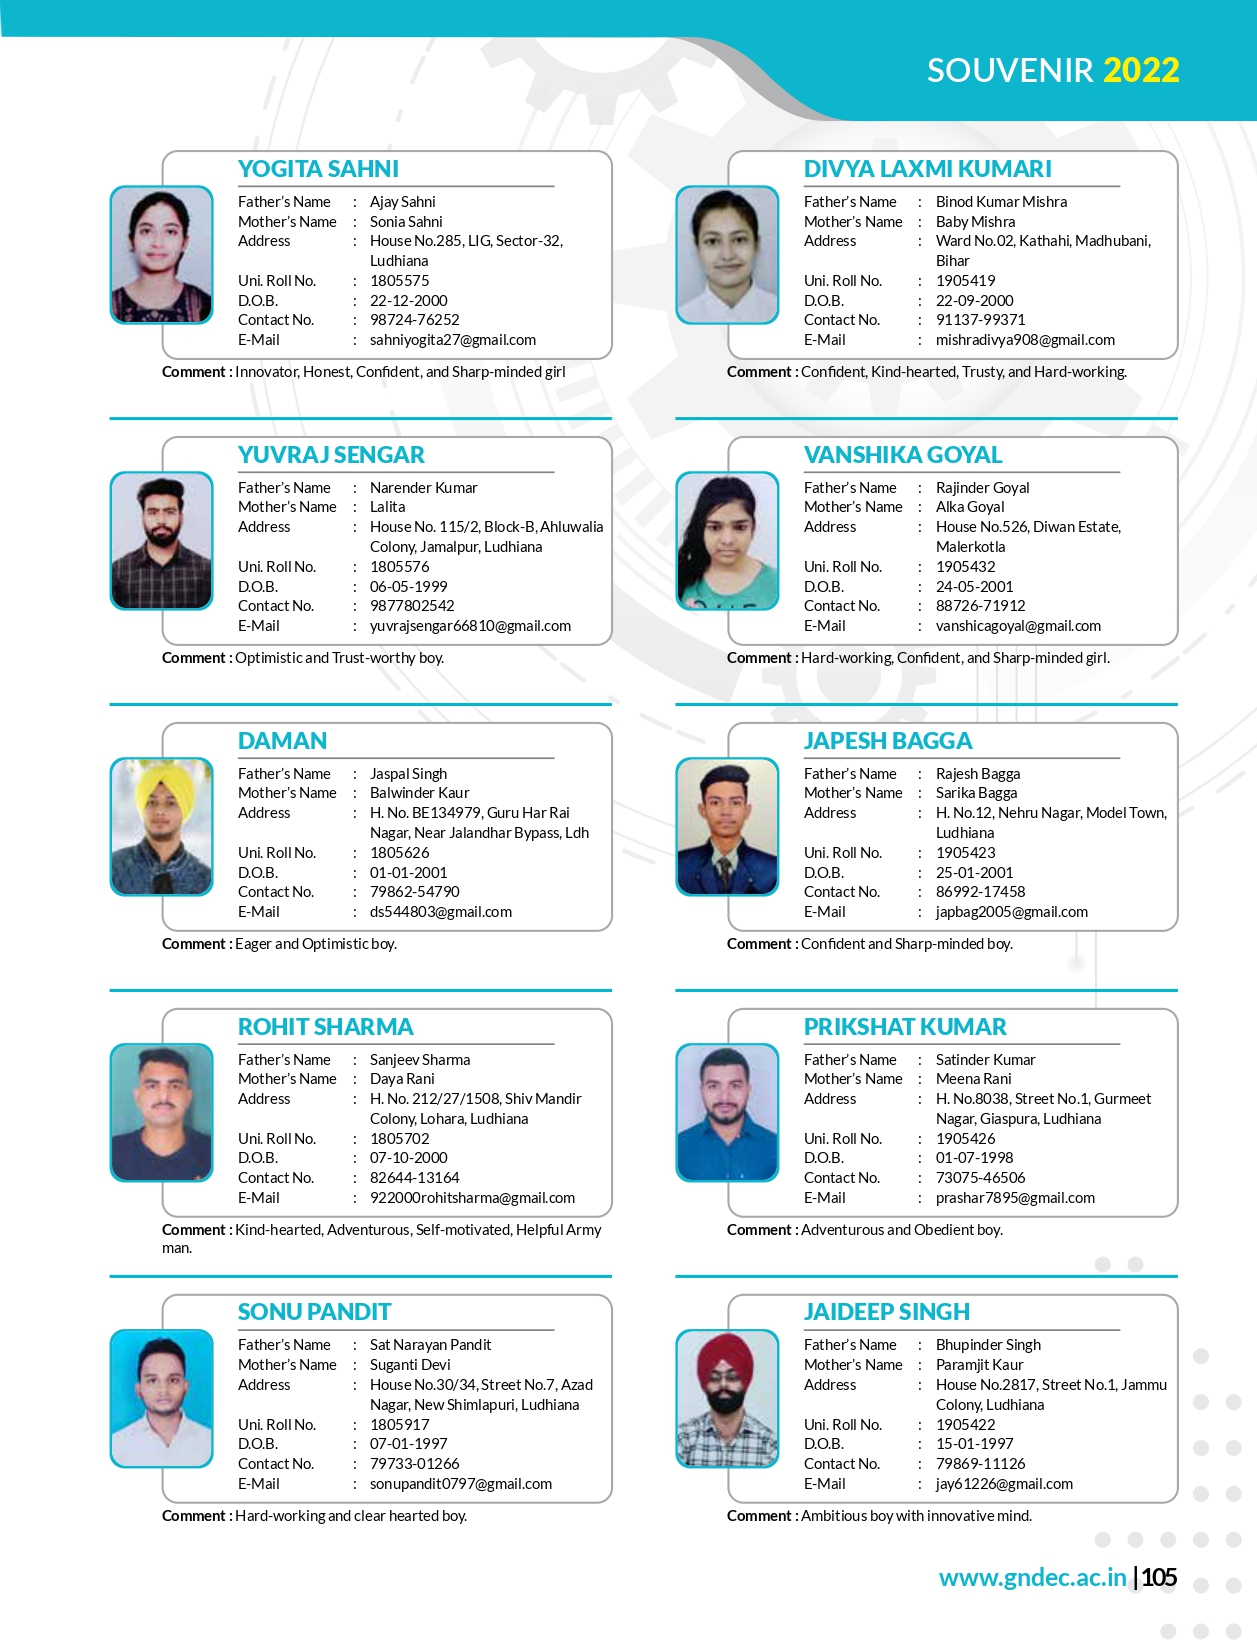 SOUVENIR 2022
YOGITA SAHNI
Father's Name : Ajay Sahni
Mother's Name : Sonia Sahni
Address : House No.285, LIG, Sector-32,
Ludhiana
Uni. Roll No. : 1805575
D.O.B. : 22-12-2000
Contact No. : 98724-76252
E-Mail : sahniyogita27@gmail.com
Comment : Innovator, Honest, Confident, and Sharp-minded girl
YUVRAJ SENGAR
Father's Name : Narender Kumar
Mother's Name : Lalita
Address : House No. 115/2, Block-B, Ahluwalia
Colony, Jamalpur, Ludhiana
Uni. Roll No. : 1805576
D.O.B. : 06-05-1999
Contact No. : 9877802542
E-Mail : yuvrajsengar66810@gmail.com
Comment : Optimistic and Trust-worthy boy.
DAMAN
Father's Name : Jaspal Singh
Mother's Name : Balwinder Kaur
Address : H. No. BE134979, Guru Har Rai
Nagar, Near Jalandhar Bypass, Ldh
Uni. Roll No. : 1805626
D.O.B. : 01-01-2001
Contact No. : 79862-54790
E-Mail : ds544803@gmail.com
Comment : Eager and Optimistic boy.
ROHIT SHARMA
Father's Name : Sanjeev Sharma
Mother's Name : Daya Rani
Address : H. No. 212/27/1508, Shiv Mandir
Colony, Lohara, Ludhiana
Uni. Roll No. : 1805702
D.O.B. : 07-10-2000
Contact No. : 82644-13164
E-Mail : 922000rohitsharma@gmail.com
Comment : Kind-hearted, Adventurous, Self-motivated, Helpful Army
man.
SONU PANDIT
Father's Name : Sat Narayan Pandit
Mother's Name : Suganti Devi
Address : House No.30/34, Street No.7, Azad
Nagar, New Shimlapuri, Ludhiana
Uni. Roll No. : 1805917
D.O.B. : 07-01-1997
Contact No. : 79733-01266
E-Mail : sonupandit0797@gmail.com
Comment : Hard-working and clear hearted boy.
DIVYA LAXMI KUMARI
Father's Name : Binod Kumar Mishra
Mother's Name : Baby Mishra
Address : Ward No.02, Kathahi, Madhubani,
Bihar
Uni. Roll No. : 1905419
D.O.B. : 22-09-2000
Contact No. : 91137-99371
E-Mail : mishradivya908@gmail.com
Comment : Confident, Kind-hearted, Trusty, and Hard-working.
VANSHIKA GOYAL
Father's Name : Rajinder Goyal
Mother's Name : Alka Goyal
Address : House No.526, Diwan Estate,
Malerkotla
Uni. Roll No. : 1905432
D.O.B. : 24-05-2001
Contact No. : 88726-71912
E-Mail : vanshicagoyal@gmail.com
Comment : Hard-working, Confident, and Sharp-minded girl.
JAPESH BAGGA
Father's Name : Rajesh Bagga
Mother's Name : Sarika Bagga
Address : H. No.12, Nehru Nagar, Model Town,
Ludhiana
Uni. Roll No. : 1905423
D.O.B. : 25-01-2001
Contact No. : 86992-17458
E-Mail : japbag2005@gmail.com
Comment : Confident and Sharp-minded boy.
PRIKSHAT KUMAR
Father's Name : Satinder Kumar
Mother's Name : Meena Rani
Address : H. No.8038, Street No.1, Gurmeet
Nagar, Giaspura, Ludhiana
Uni. Roll No. : 1905426
D.O.B. : 01-07-1998
Contact No. : 73075-46506
E-Mail : prashar7895@gmail.com
Comment : Adventurous and Obedient boy.
JAIDEEP SINGH
Father's Name : Bhupinder Singh
Mother's Name : Paramjit Kaur
Address : House No.2817, Street No.1, Jammu
Colony, Ludhiana
Uni. Roll No. : 1905422
D.O.B. : 15-01-1997
Contact No. : 79869-11126
E-Mail : jay61226@gmail.com
Comment : Ambitious boy with innovative mind.
www.gndec.ac.in |105